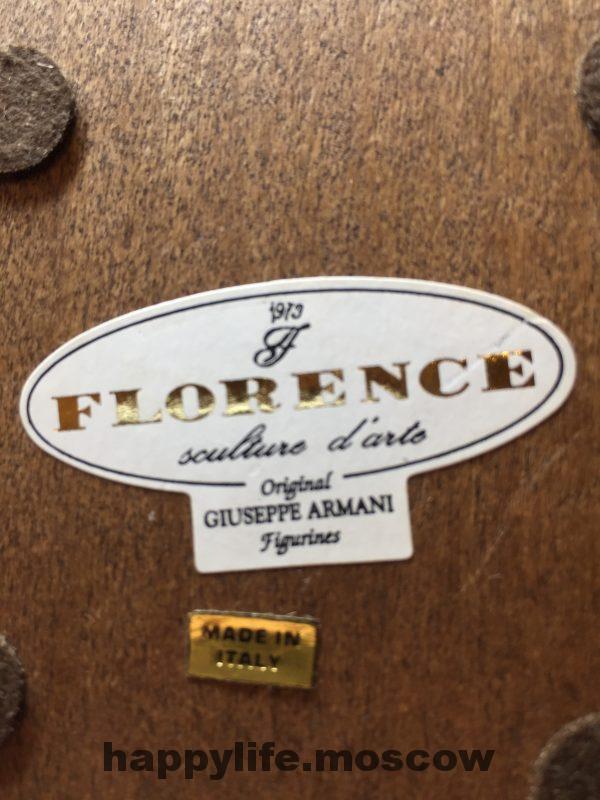 1973
F
FLORENCE
sculture d'arte
Original
GIUSEPPE ARMANI
Figurines
MADE IN
ITALY
happylife.moscow